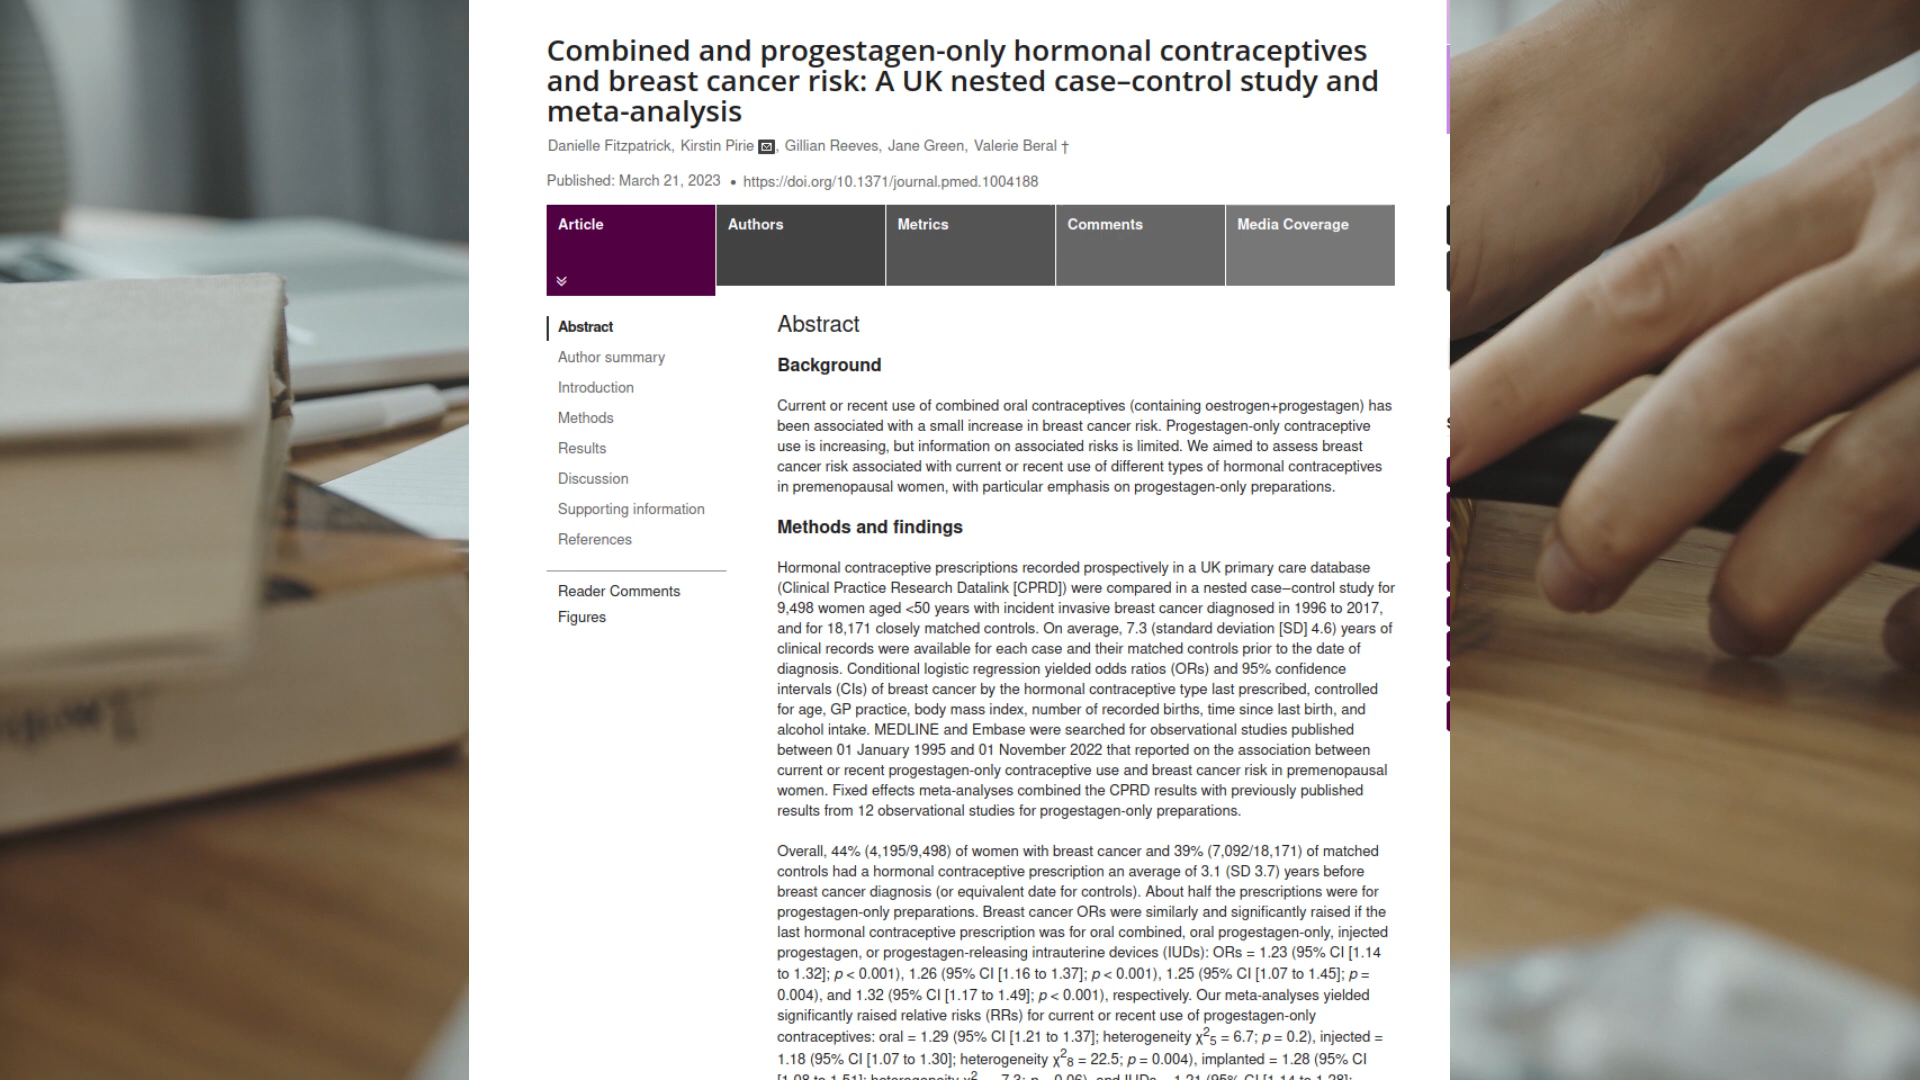 Combined and progestagen-only hormonal contraceptives
and breast cancer risk: A UK nested case–control study and
meta-analysis
Danielle Fitzpatrick, Kirstin Pirie, Gillian Reeves, Jane Green, Valerie Beral †
Published: March 21, 2023 • https://doi.org/10.1371/journal.pmed.1004188
Article
Authors
Metrics
Comments
Media Coverage
Abstract
Author summary
Introduction
Methods
Results
Discussion
Supporting information
References
Reader Comments
Figures
Abstract
Background
Current or recent use of combined oral contraceptives (containing oestrogen+progestagen) has
been associated with a small increase in breast cancer risk. Progestagen-only contraceptive
use is increasing, but information on associated risks is limited. We aimed to assess breast
cancer risk associated with current or recent use of different types of hormonal contraceptives
in premenopausal women, with particular emphasis on progestagen-only preparations.
Methods and findings
Hormonal contraceptive prescriptions recorded prospectively in a UK primary care database
(Clinical Practice Research Datalink [CPRD]) were compared in a nested case–control study for
9,498 women aged <50 years with incident invasive breast cancer diagnosed in 1996 to 2017,
and for 18,171 closely matched controls. On average, 7.3 (standard deviation [SD] 4.6) years of
clinical records were available for each case and their matched controls prior to the date of
diagnosis. Conditional logistic regression yielded odds ratios (ORs) and 95% confidence
intervals (CIs) of breast cancer by the hormonal contraceptive type last prescribed, controlled
for age, GP practice, body mass index, number of recorded births, time since last birth, and
alcohol intake. MEDLINE and Embase were searched for observational studies published
between 01 January 1995 and 01 November 2022 that reported on the association between
current or recent progestagen-only contraceptive use and breast cancer risk in premenopausal
women. Fixed effects meta-analyses combined the CPRD results with previously published
results from 12 observational studies for progestagen-only preparations.
Overall, 44% (4,195/9,498) of women with breast cancer and 39% (7,092/18,171) of matched
controls had a hormonal contraceptive prescription an average of 3.1 (SD 3.7) years before
breast cancer diagnosis (or equivalent date for controls). About half the prescriptions were for
progestagen-only preparations. Breast cancer ORs were similarly and significantly raised if the
last hormonal contraceptive prescription was for oral combined, oral progestagen-only, injected
progestagen, or progestagen-releasing intrauterine devices (IUDs): ORs = 1.23 (95% CI [1.14
to 1.32]; p < 0.001), 1.26 (95% CI [1.16 to 1.37]; p < 0.001), 1.25 (95% CI [1.07 to 1.45]; p =
0.004), and 1.32 (95% CI [1.17 to 1.49]; p < 0.001), respectively. Our meta-analyses yielded
significantly raised relative risks (RRs) for current or recent use of progestagen-only
contraceptives: oral = 1.29 (95% CI [1.21 to 1.37]; heterogeneity χ²₅ = 6.7; p = 0.2), injected =
1.18 (95% CI [1.07 to 1.30]; heterogeneity χ²₈ = 22.5; p = 0.004), implanted = 1.28 (95% CI